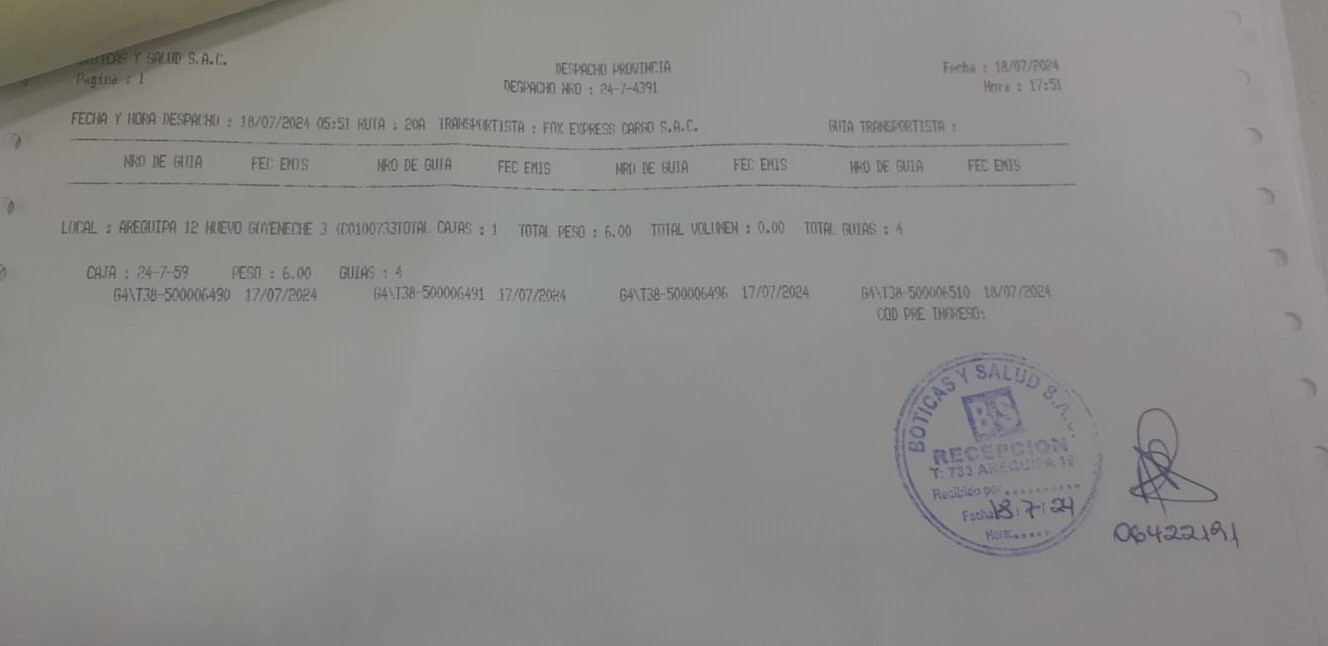 BOTICAS Y SALUD S.A.C.
Pagina : 1
DESPACHO PROVINCIA
DESPACHO NRO : 24-7-4391
Fecha : 18/07/2024
Hora : 17:51
FECHA Y HORA DESPACHO : 18/07/2024 05:51 RUTA : 20A TRANSPORTISTA : FOX EXPRESS CARGO S.A.C. GUIA TRANSPORTISTA :
NRO DE GUIA FEC EMIS NRO DE GUIA FEC EMIS NRO DE GUIA FEC EMIS NRO DE GUIA FEC EMIS
LOCAL : AREQUIPA 12 NUEVO GOYENECHE 3 (C0100733TOTAL CAJAS : 1 TOTAL PESO : 6.00 TOTAL VOLUMEN : 0.00 TOTAL GUIAS : 4
CAJA : 24-7-59 PESO : 6.00 GUIAS : 4
G4\T38-500006490 17/07/2024 G4\T38-500006491 17/07/2024 G4\T38-500006496 17/07/2024 G4\T38-500006510 18/07/2024
COD PRE INGRESO:
BOTICAS Y SALUD S.A.C.
BS
RECEPCION
T: 733 AREQUIPA 12
Recibido por..........
Fecha 18:7:24
Hora:.....
06422191